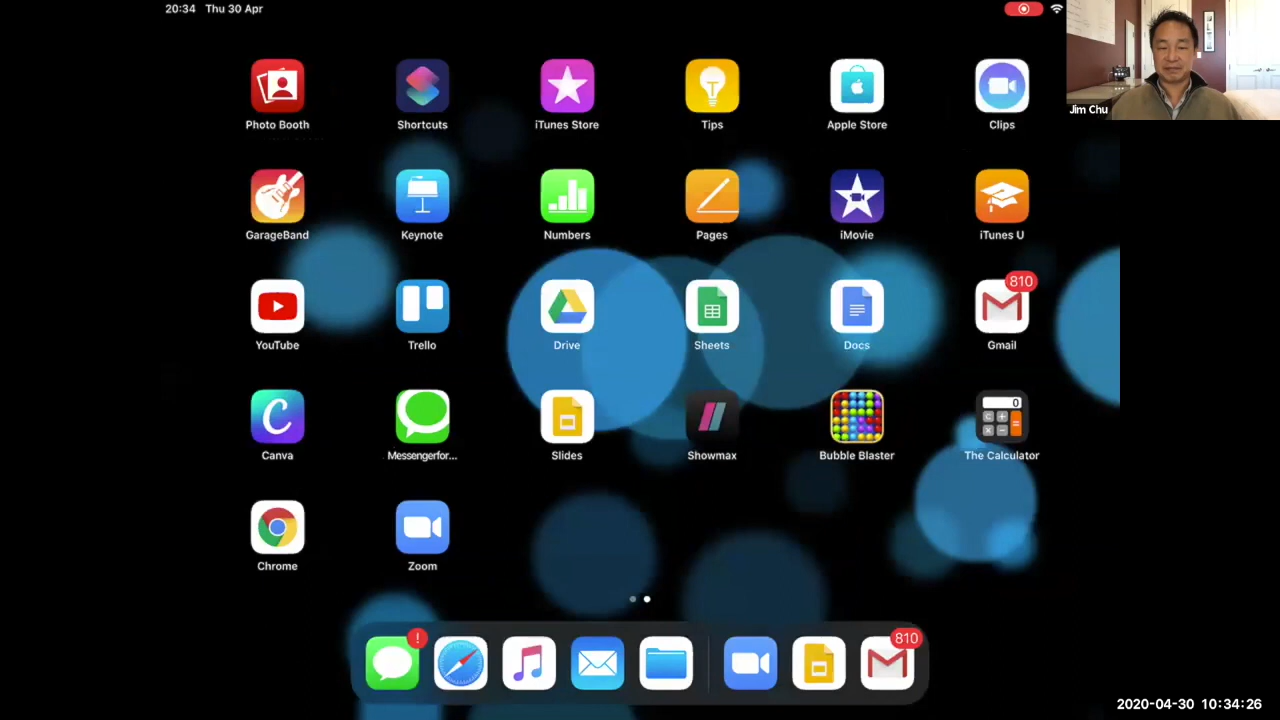 20:34 Thu 30 Apr
Jim Chu
Photo Booth Shortcuts iTunes Store Tips Apple Store Clips
GarageBand Keynote Numbers Pages iMovie iTunes U
810
YouTube Trello Drive Sheets Docs Gmail
0
Canva Messengerfor... Slides Showmax Bubble Blaster The Calculator
Chrome Zoom
! 810
2020-04-30 10:34:26